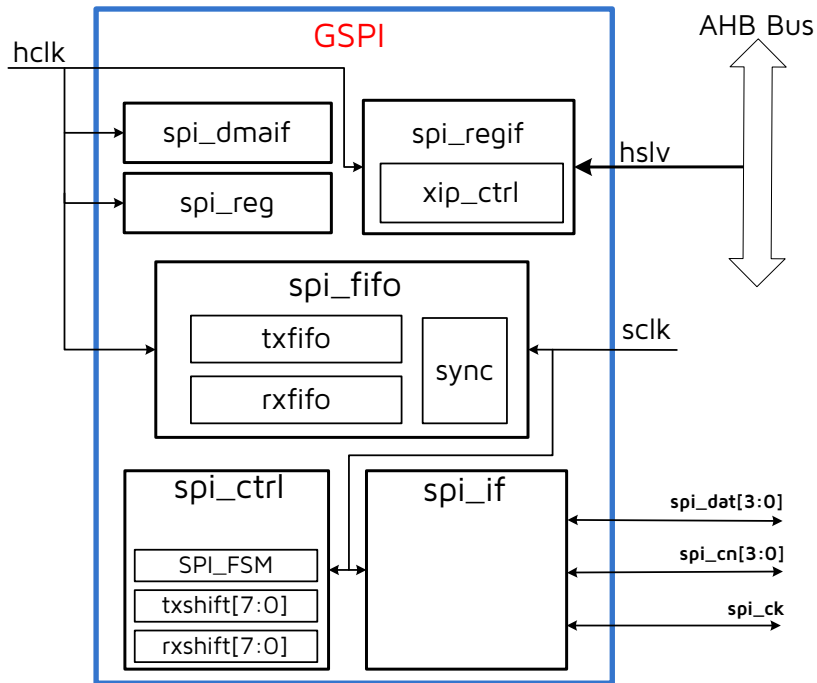 GSPI
AHB Bus
hclk
spi_dmaif
spi_regif
hslv
xip_ctrl
spi_reg
spi_fifo
txfifo
sclk
sync
rxfifo
spi_ctrl
spi_if
spi_dat[3:0]
SPI_FSM
spi_cn[3:0]
txshift[7:0]
spi_ck
rxshift[7:0]